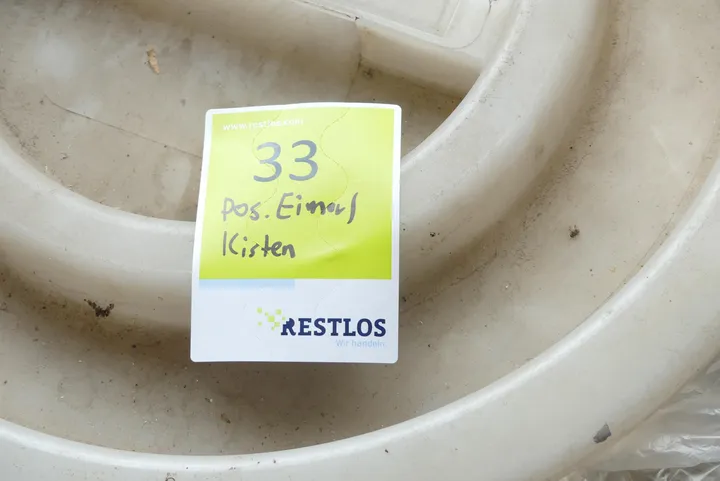 www.restlos.com
33
Pos. Eimer/
Kisten
RESTLOS
Wir handeln.